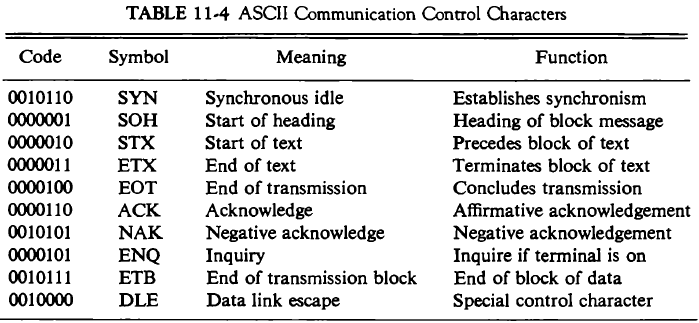 TABLE 11-4 ASCII Communication Control Characters
Code Symbol Meaning Function
0010110 SYN Synchronous idle Establishes synchronism
0000001 SOH Start of heading Heading of block message
0000010 STX Start of text Precedes block of text
0000011 ETX End of text Terminates block of text
0000100 EOT End of transmission Concludes transmission
0000110 ACK Acknowledge Affirmative acknowledgement
0010101 NAK Negative acknowledge Negative acknowledgement
0000101 ENQ Inquiry Inquire if terminal is on
0010111 ETB End of transmission block End of block of data
0010000 DLE Data link escape Special control character